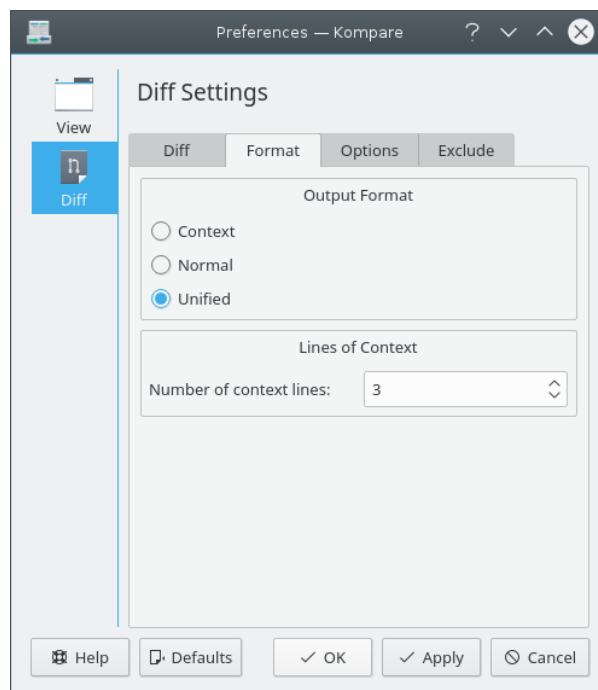 Preferences — Kompare
View
Diff
Diff Settings
Diff Format Options Exclude
Output Format
Context
Normal
Unified
Lines of Context
Number of context lines: 3
Help Defaults OK Apply Cancel